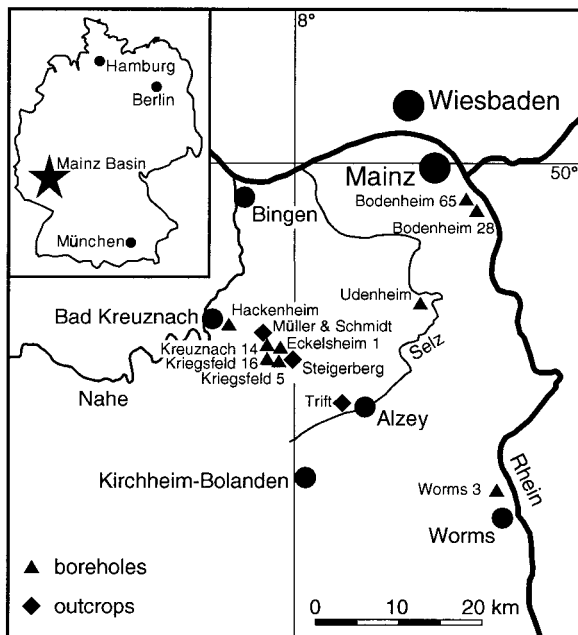 8°
Hamburg
Berlin
Mainz Basin
München
Wiesbaden
Mainz
50°
Bingen
Bodenheim 65
Bodenheim 28
Udenheim
Hackenheim
Bad Kreuznach
Müller & Schmidt
Eckelsheim 1
Kreuznach 14
Kriegsfeld 16
Steigerberg
Kriegsfeld 5
Selz
Nahe
Trift
Alzey
Kirchheim-Bolanden
Rhein
Worms 3
Worms
boreholes
outcrops
0 10 20 km